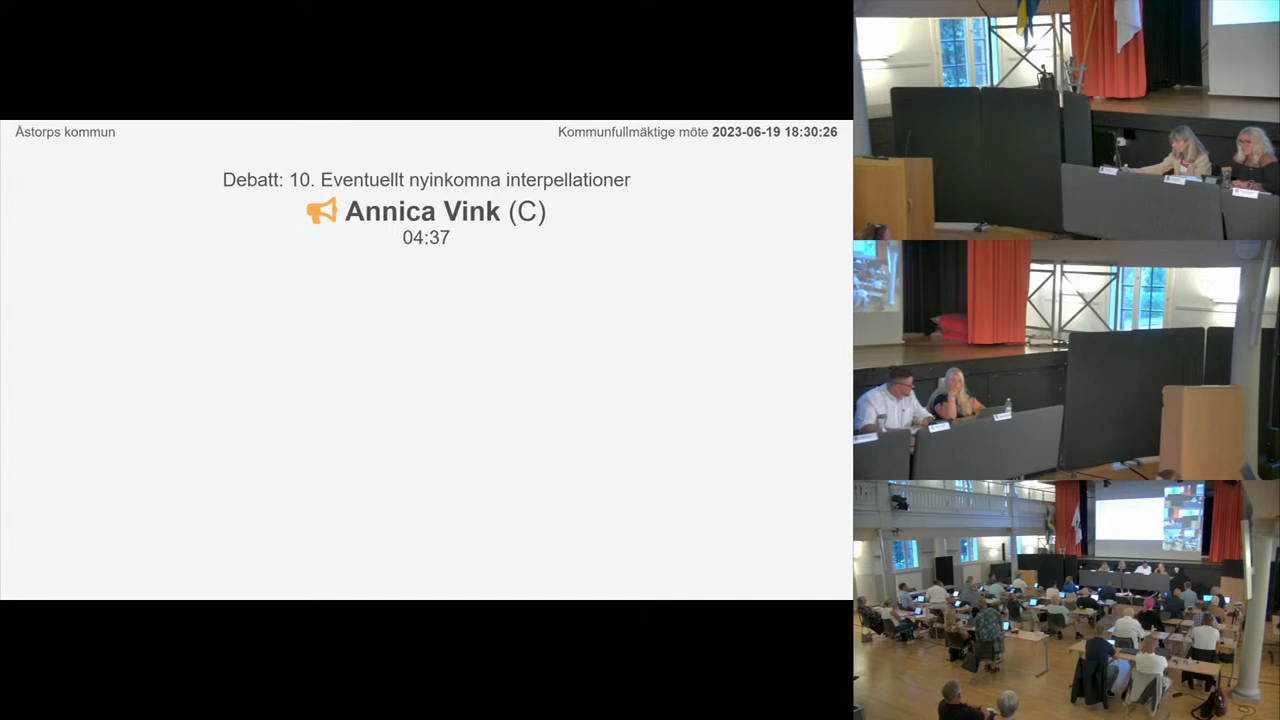 Åstorps kommun
Kommunfullmäktige möte 2023-06-19 18:30:26
Debatt: 10. Eventuellt nyinkomna interpellationer
Annica Vink (C)
04:37